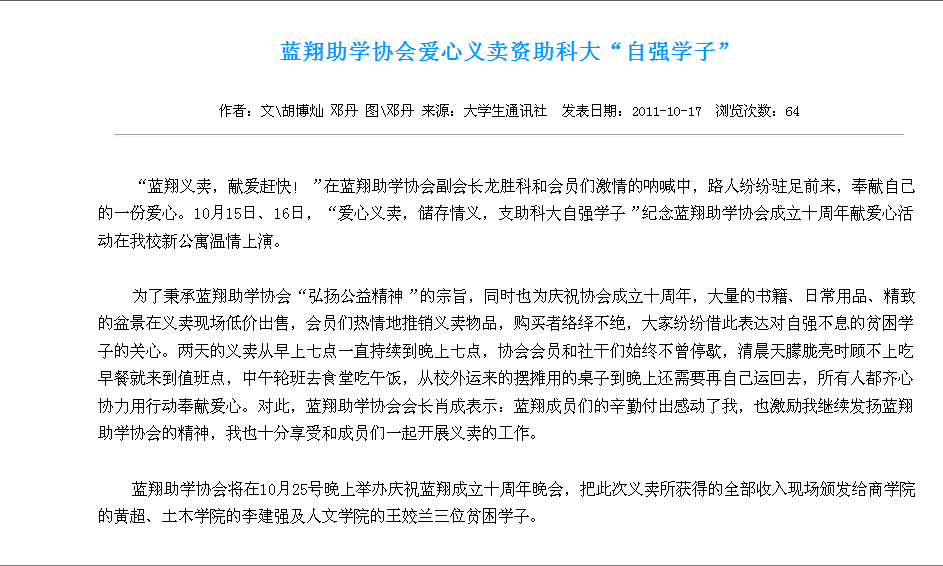 蓝翔助学协会爱心义卖资助科大“自强学子”
作者：文\胡博灿 邓丹 图\邓丹 来源：大学生通讯社 发表日期：2011-10-17 浏览次数：64
“蓝翔义卖，献爱赶快！”在蓝翔助学协会副会长龙胜科和会员们激情的呐喊中，路人纷纷驻足前来，奉献自己
的一份爱心。10月15日、16日，“爱心义卖，储存情义，支助科大自强学子”纪念蓝翔助学协会成立十周年献爱心活
动在我校新公寓温情上演。
为了秉承蓝翔助学协会“弘扬公益精神”的宗旨，同时也为庆祝协会成立十周年，大量的书籍、日常用品、精致
的盆景在义卖现场低价出售，会员们热情地推销义卖物品，购买者络绎不绝，大家纷纷借此表达对自强不息的贫困学
子的关心。两天的义卖从早上七点一直持续到晚上七点，协会会员和社干们始终不曾停歇，清晨天朦胧亮时顾不上吃
早餐就来到值班点，中午轮班去食堂吃午饭，从校外运来的摆摊用的桌子到晚上还需要再自己运回去，所有人都齐心
协力用行动奉献爱心。对此，蓝翔助学协会会长肖成表示：蓝翔成员们的辛勤付出感动了我，也激励我继续发扬蓝翔
助学协会的精神，我也十分享受和成员们一起开展义卖的工作。
蓝翔助学协会将在10月25号晚上举办庆祝蓝翔成立十周年晚会，把此次义卖所获得的全部收入现场颁发给商学院
的黄超、土木学院的李建强及人文学院的王姣兰三位贫困学子。